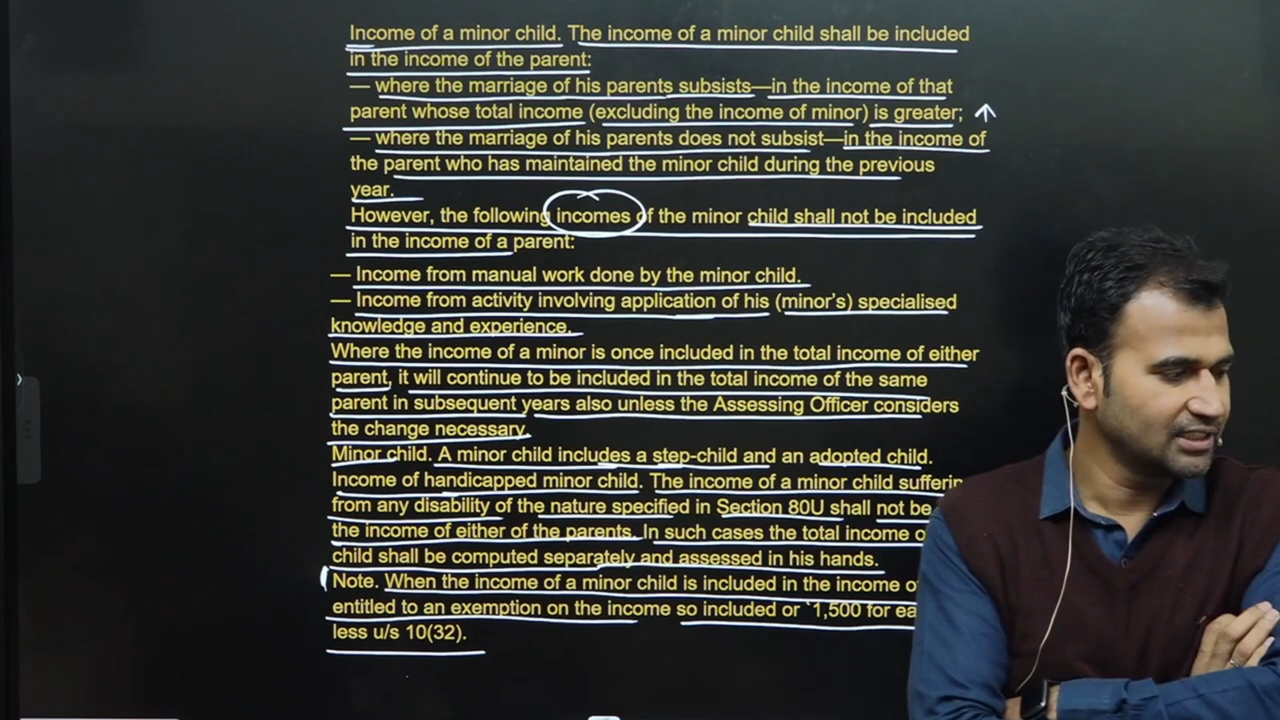 Income of a minor child. The income of a minor child shall be included
in the income of the parent:
— where the marriage of his parents subsists—in the income of that
parent whose total income (excluding the income of minor) is greater;
— where the marriage of his parents does not subsist—in the income of
the parent who has maintained the minor child during the previous
year.
However, the following incomes of the minor child shall not be included
in the income of a parent:
— Income from manual work done by the minor child.
— Income from activity involving application of his (minor's) specialised
knowledge and experience.
Where the income of a minor is once included in the total income of either
parent, it will continue to be included in the total income of the same
parent in subsequent years also unless the Assessing Officer considers
the change necessary.
Minor child. A minor child includes a step-child and an adopted child.
Income of handicapped minor child. The income of a minor child
from any disability of the nature specified in Section 80U shall not be
the income of either of the parents. In such cases the total income
child shall be computed separately and assessed in his hands.
Note. When the income of a minor child is included in the income
entitled to an exemption on the income so included or `1,500 for
less u/s 10(32).